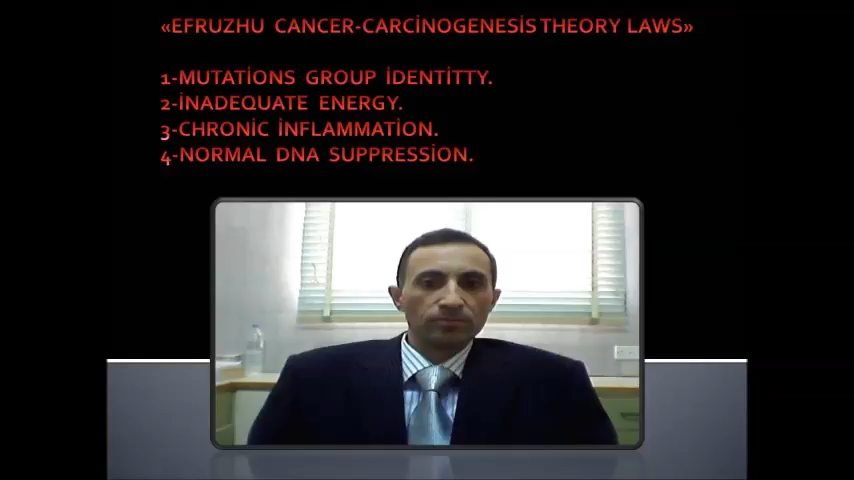 «EFRUZHU CANCER-CARCİNOGENESİS THEORY LAWS»
1-MUTATİONS GROUP İDENTİTTY.
2-İNADEQUATE ENERGY.
3-CHRONİC İNFLAMMATİON.
4-NORMAL DNA SUPPRESSİON.